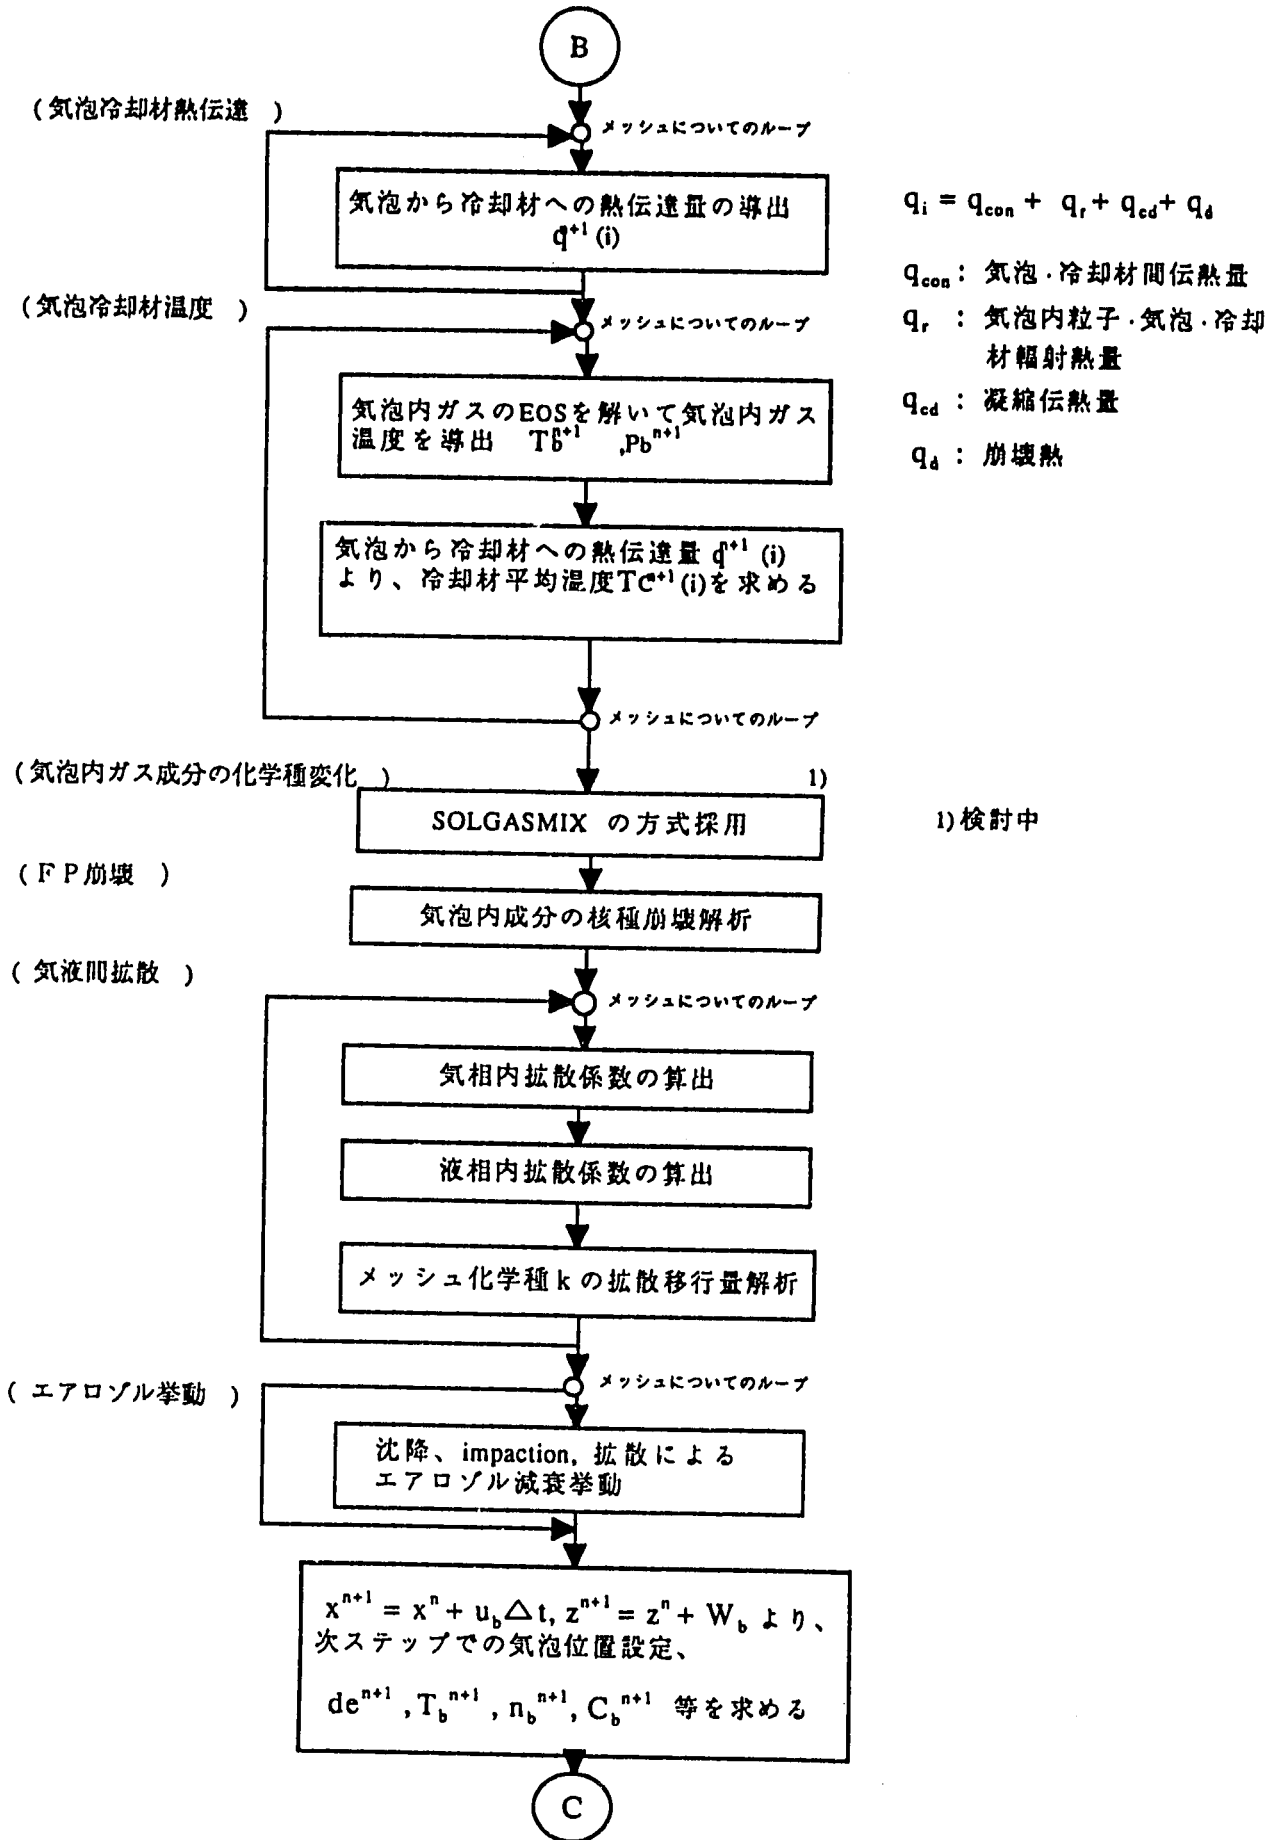 B
(気泡冷却材熱伝達 )
メッシュについてのループ
気泡から冷却材への熱伝達量の導出
q^{n+1} (i)
q_i = q_{con} + q_r + q_{cd} + q_d
q_{con} : 気泡・冷却材間伝熱量
q_r : 気泡内粒子・気泡・冷却
材輻射熱量
q_{cd} : 凝縮伝熱量
q_d : 崩壊熱
(気泡冷却材温度 )
メッシュについてのループ
気泡内ガスのEOSを解いて気泡内ガス
温度を導出 Tb^{n+1} ,Pb^{n+1}
気泡から冷却材への熱伝達量 q^{n+1} (i)
より、冷却材平均温度TC^{n+1} (i)を求める
メッシュについてのループ
(気泡内ガス成分の化学種変化 )
1)
SOLGASMIX の方式採用
1)検討中
(FP崩壊 )
気泡内成分の核種崩壊解析
( 気液間拡散 )
メッシュについてのループ
気相内拡散係数の算出
液相内拡散係数の算出
メッシュ化学種kの拡散移行量解析
( エアロゾル挙動 )
メッシュについてのループ
沈降、impaction, 拡散による
エアロゾル減衰挙動
x^{n+1} = x^n + u_b△t, z^{n+1} = z^n + W_b より、
次ステップでの気泡位置設定、
de^{n+1} , T_b^{n+1} , n_b^{n+1}, C_b^{n+1} 等を求める
C